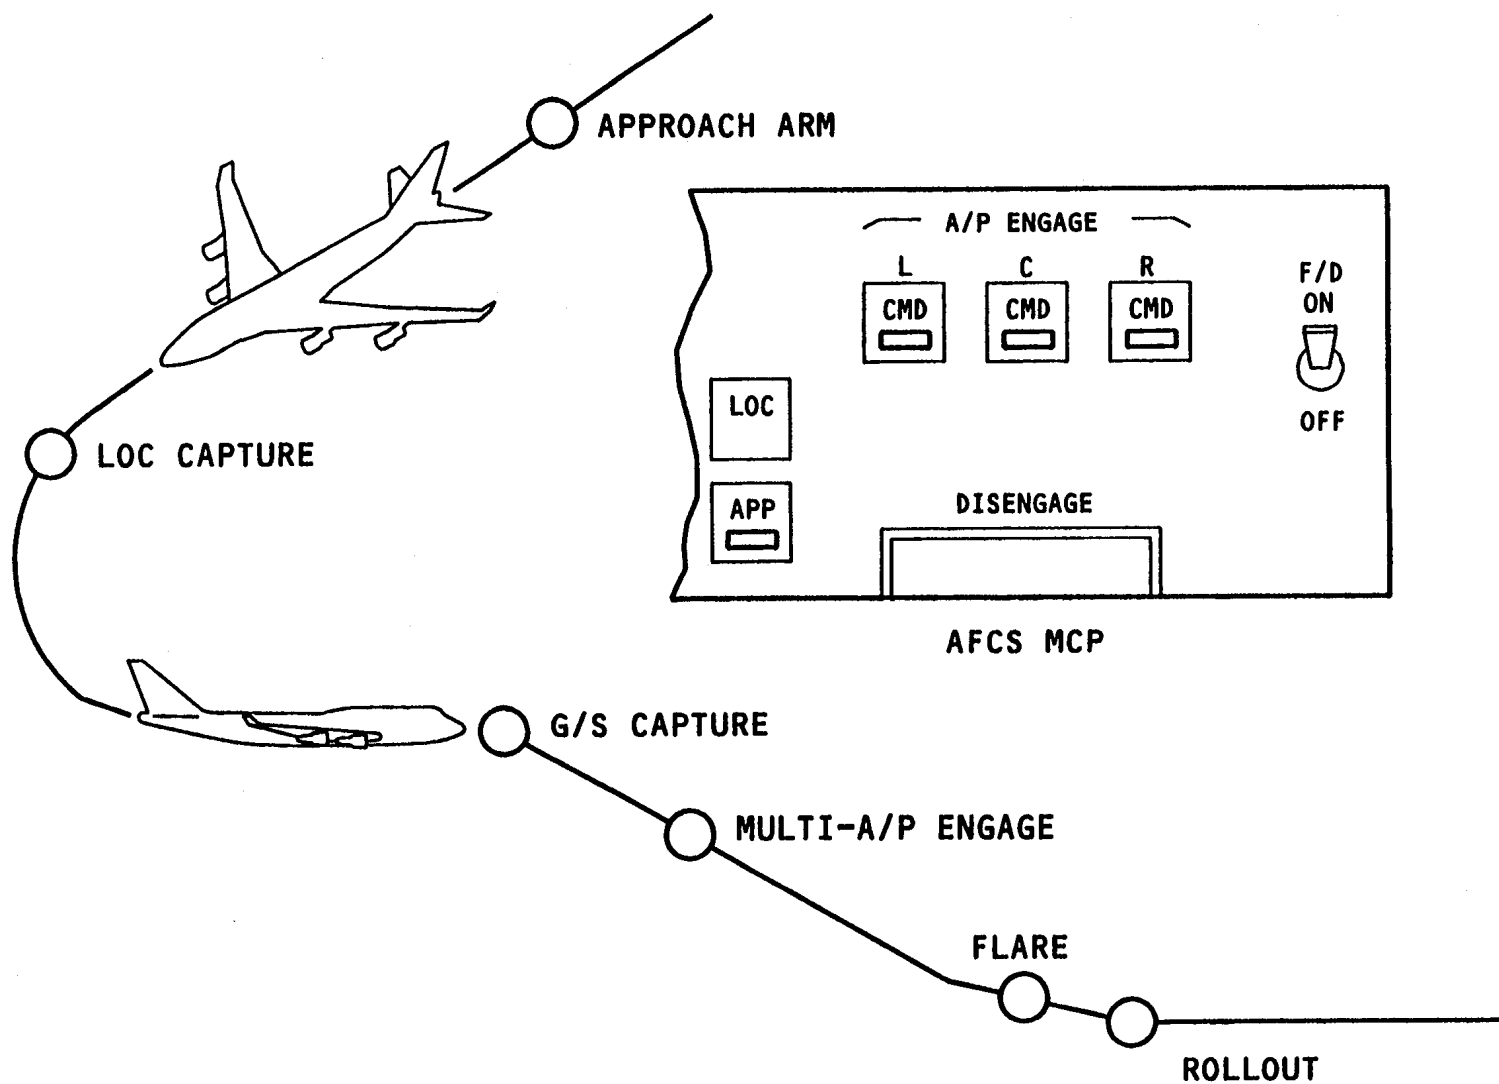 APPROACH ARM
A/P ENGAGE
L C R
CMD CMD CMD
F/D
ON
OFF
LOC
APP
DISENGAGE
AFCS MCP
LOC CAPTURE
G/S CAPTURE
MULTI-A/P ENGAGE
FLARE
ROLLOUT